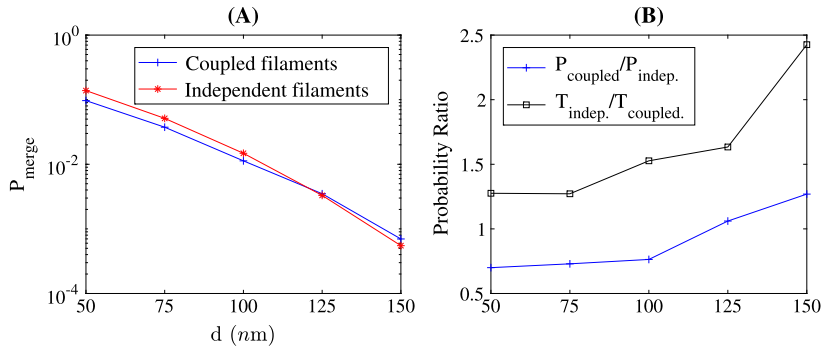 (A)
10^0
10^-2
10^-4
P_merge
Coupled filaments
Independent filaments
50 75 100 125 150
d (nm)
(B)
2.5
2
1.5
1
0.5
Probability Ratio
P_coupled/P_indep.
T_indep./T_coupled.
50 75 100 125 150